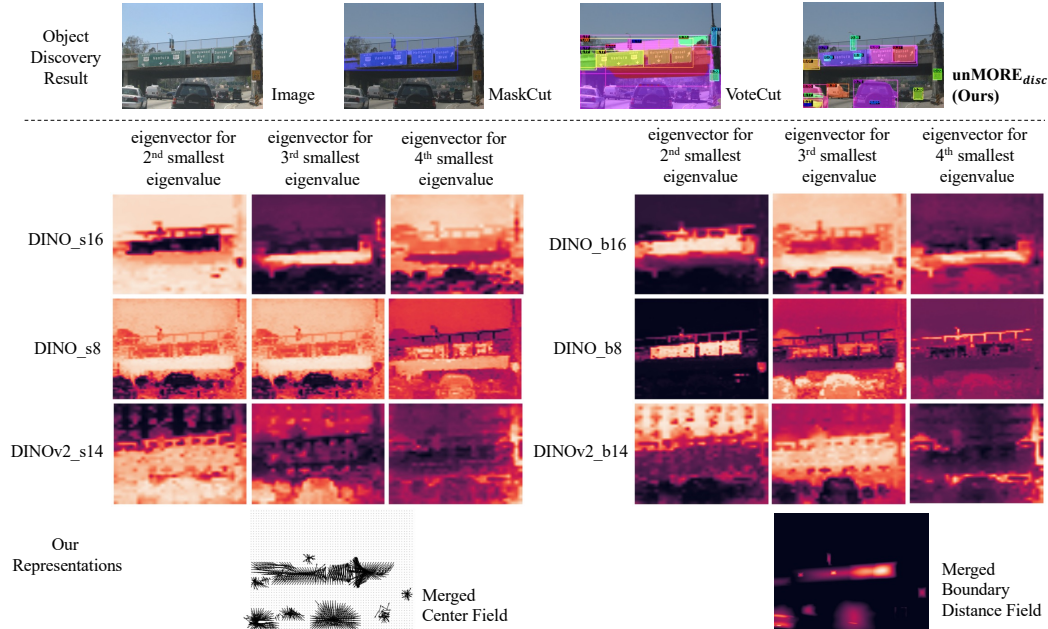 Object
Discovery
Result
Image
MaskCut
VoteCut
unMORE_disc
(Ours)
eigenvector for
2nd smallest
eigenvalue
eigenvector for
3rd smallest
eigenvalue
eigenvector for
4th smallest
eigenvalue
eigenvector for
2nd smallest
eigenvalue
eigenvector for
3rd smallest
eigenvalue
eigenvector for
4th smallest
eigenvalue
DINO_s16
DINO_b16
DINO_s8
DINO_b8
DINOv2_s14
DINOv2_b14
Our
Representations
Merged
Center Field
Merged
Boundary
Distance Field